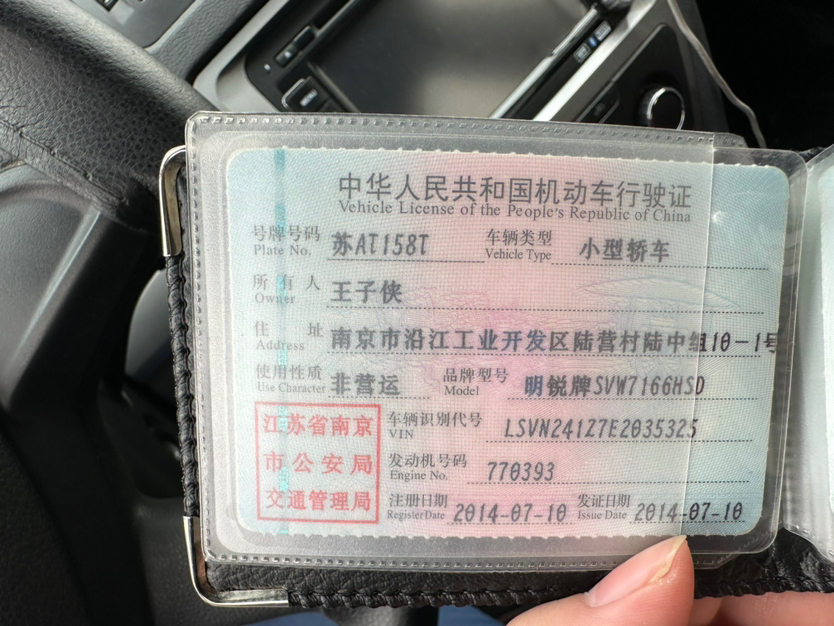 中华人民共和国机动车行驶证
Vehicle License of the People's Republic of China
号牌号码 苏AT158T 车辆类型 小型轿车
Plate No. Vehicle Type
所有人 王子侠
Owner
住址 南京市沿江工业开发区陆营村陆中组10-1号
Address
使用性质 非营运 品牌型号 明锐牌SVW7166HSD
Use Character Model
江苏省南京
市公安局
交通管理局
车辆识别代号 LSVN241Z7E2035325
VIN
发动机号码 770393
Engine No.
注册日期 2014-07-10 发证日期 2014-07-10
Register Date Issue Date